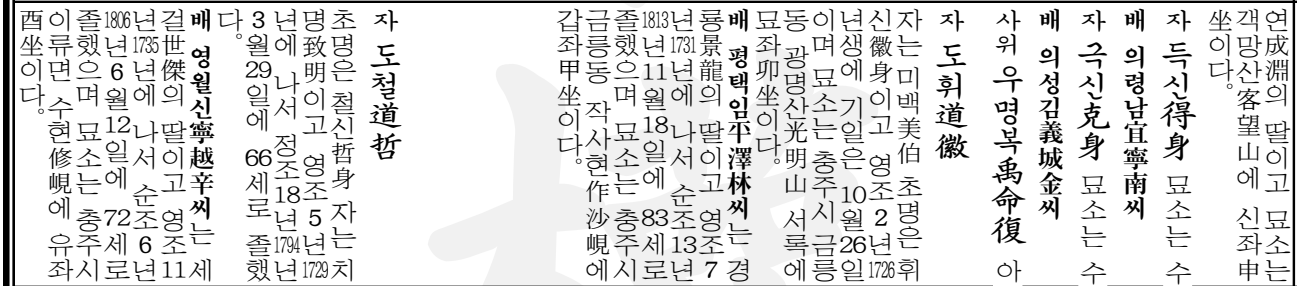 연成淵의 딸이고 묘소는
객망산客望山에 신좌申
坐이다。
자 득신得身 묘소는 수
배 의령남宜寧南씨
자 극신克身 묘소는 수
배 의성김義城金씨
사위 우명복禹命復 아
자 도휘道徽
자는 미백美伯 초명은 휘
신徽身이고 영조 2 년1726
년생에 기일은 10월 26일
이며 묘소는 충주시 금릉
동 광명산光明山 서록에
묘좌卯坐이다。
배 평택임平澤林씨는 경
룡景龍의 딸이고 영조 7
년1731년에 나서 순조13년
1813년11월18일에 83세로
졸했으며 묘소는 충주시
금릉동 작사현作沙峴에
갑좌甲坐이다。
자 도철道哲
초명은 철신哲身 자는 치
명致明이고 영조 5 년1729
년에 나서 정조18년1794년
3 월29일에 66세로 졸했
다。
배 영월신寧越辛씨는 세
걸世傑의 딸이고 영조11
년1735년에 나서 순조 6 년
1806년 6 월12일에 72세로
졸했으며 묘소는 충주시
이류면 수현修峴에 유좌
酉坐이다。